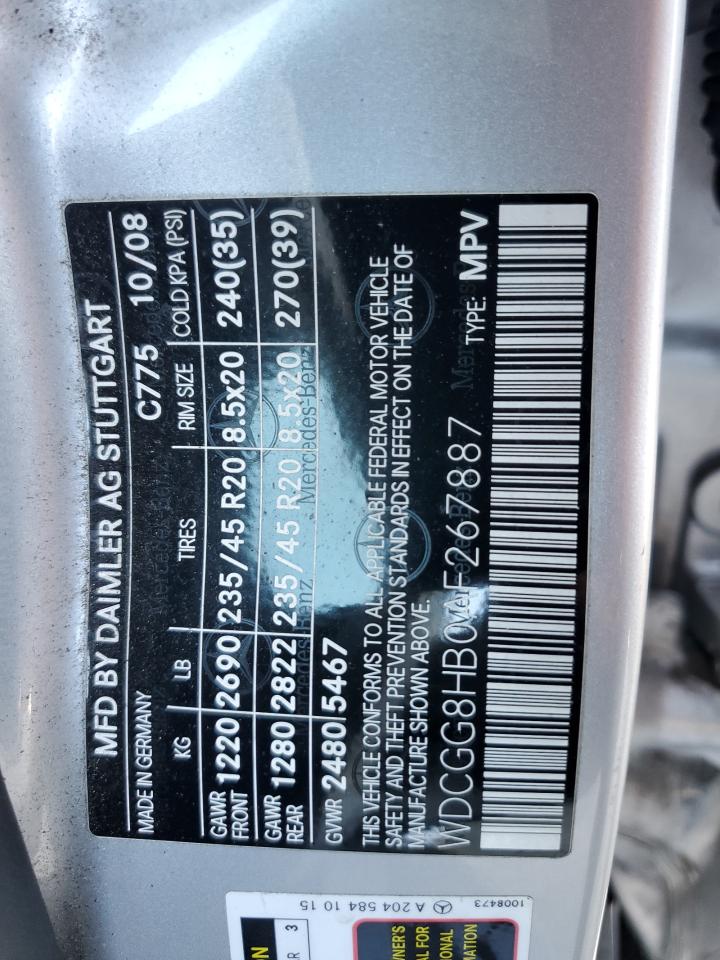 MFD BY DAIMLER AG STUTTGART
MADE IN GERMANY C775 10/08
KG LB TIRES RIM SIZE COLD KPA (PSI)
GAWR FRONT 1220 2690 235/45 R20 8.5x20 240(35)
GAWR REAR 1280 2822 235/45 R20 8.5x20 270(39)
GVWR 2480 5467
THIS VEHICLE CONFORMS TO ALL APPLICABLE FEDERAL MOTOR VEHICLE
SAFETY AND THEFT PREVENTION STANDARDS IN EFFECT ON THE DATE OF
MANUFACTURE SHOWN ABOVE.
WDCGG8HB0AF267887 TYPE: MPV
Mercedes-Benz
1008473
A 204 584 10 15
3